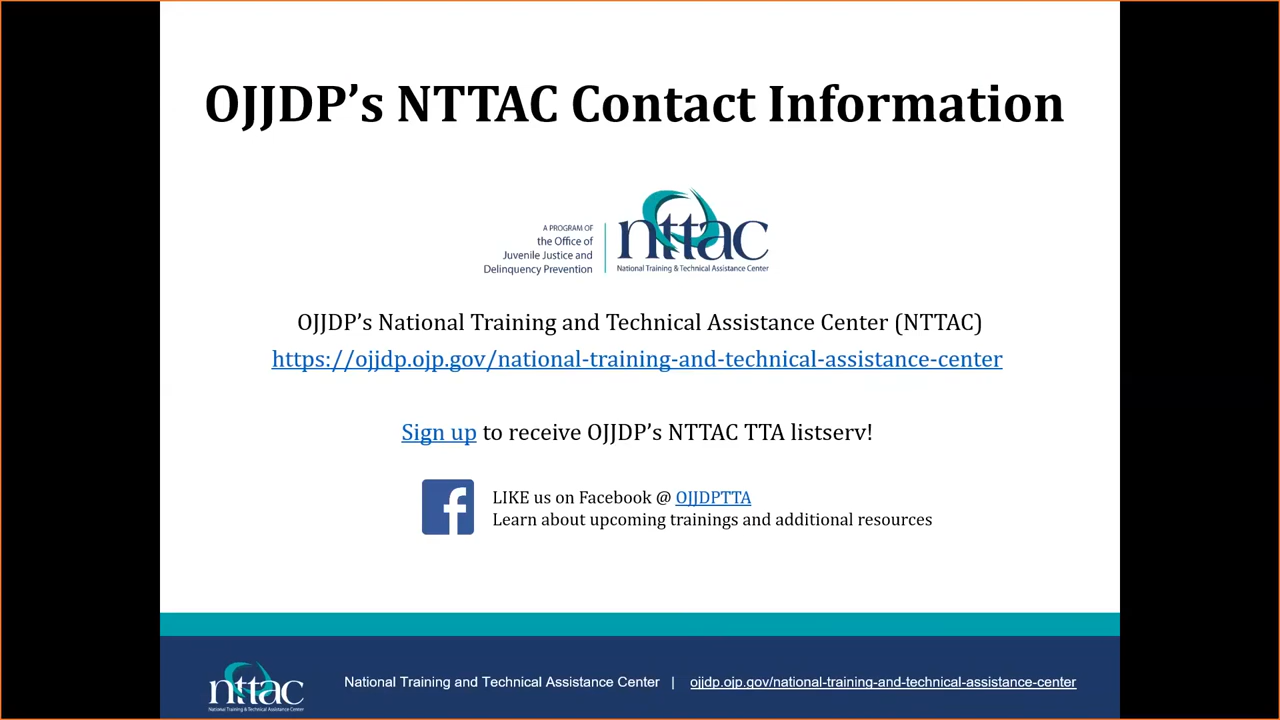 OJJDP’s NTTAC Contact Information
A PROGRAM OF
the Office of
Juvenile Justice and
Delinquency Prevention
nttac
National Training & Technical Assistance Center
OJJDP’s National Training and Technical Assistance Center (NTTAC)
https://ojjdp.ojp.gov/national-training-and-technical-assistance-center
Sign up to receive OJJDP’s NTTAC TTA listserv!
LIKE us on Facebook @ OJJDPTTA
Learn about upcoming trainings and additional resources
nttac
National Training & Technical Assistance Center
National Training and Technical Assistance Center | ojjdp.ojp.gov/national-training-and-technical-assistance-center